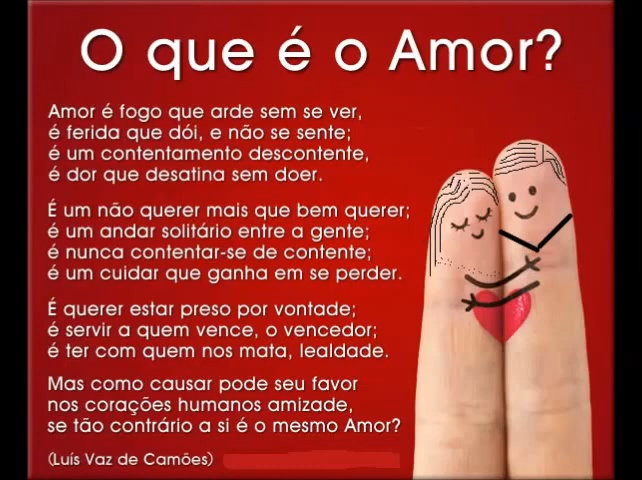 O que é o Amor?
Amor é fogo que arde sem se ver,
é ferida que dói, e não se sente;
é um contentamento descontente,
é dor que desatina sem doer.
É um não querer mais que bem querer;
é um andar solitário entre a gente;
é nunca contentar-se de contente;
é um cuidar que ganha em se perder.
É querer estar preso por vontade;
é servir a quem vence, o vencedor;
é ter com quem nos mata, lealdade.
Mas como causar pode seu favor
nos corações humanos amizade,
se tão contrário a si é o mesmo Amor?
(Luís Vaz de Camões)